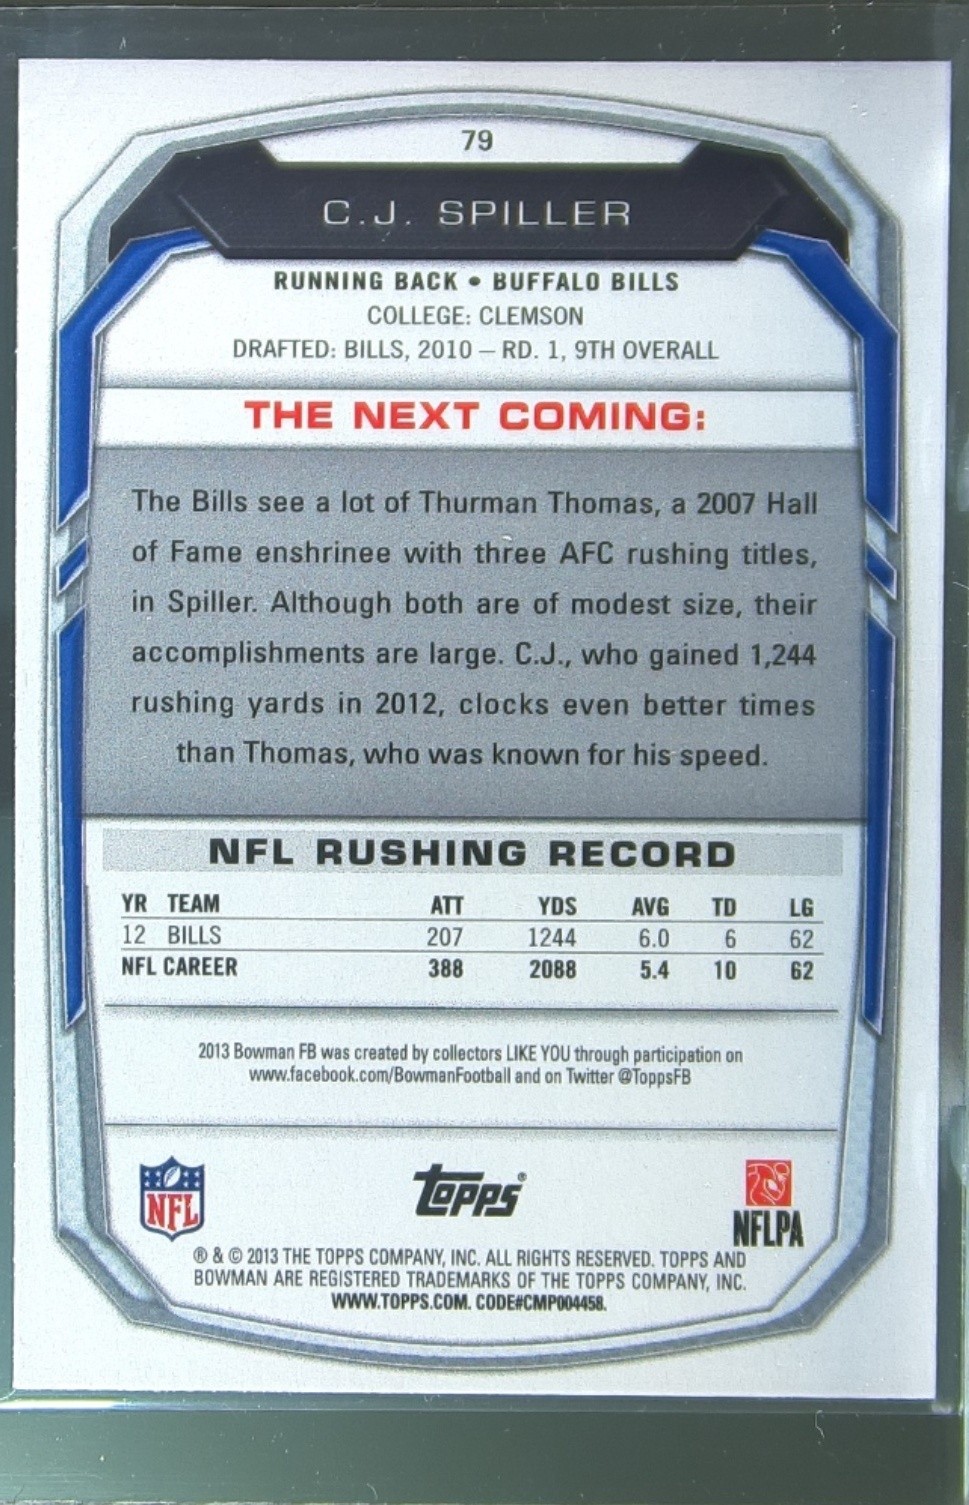 79
C.J. SPILLER
RUNNING BACK • BUFFALO BILLS
COLLEGE: CLEMSON
DRAFTED: BILLS, 2010 – RD. 1, 9TH OVERALL
THE NEXT COMING:
The Bills see a lot of Thurman Thomas, a 2007 Hall
of Fame enshrinee with three AFC rushing titles,
in Spiller. Although both are of modest size, their
accomplishments are large. C.J., who gained 1,244
rushing yards in 2012, clocks even better times
than Thomas, who was known for his speed.
NFL RUSHING RECORD
YR TEAM ATT YDS AVG TD LG
12 BILLS 207 1244 6.0 6 62
NFL CAREER 388 2088 5.4 10 62
2013 Bowman FB was created by collectors LIKE YOU through participation on
www.facebook.com/BowmanFootball and on Twitter @ToppsFB
NFL Topps® NFLPA
® & © 2013 THE TOPPS COMPANY, INC. ALL RIGHTS RESERVED. TOPPS AND
BOWMAN ARE REGISTERED TRADEMARKS OF THE TOPPS COMPANY, INC.
WWW.TOPPS.COM. CODE#CMP004458.